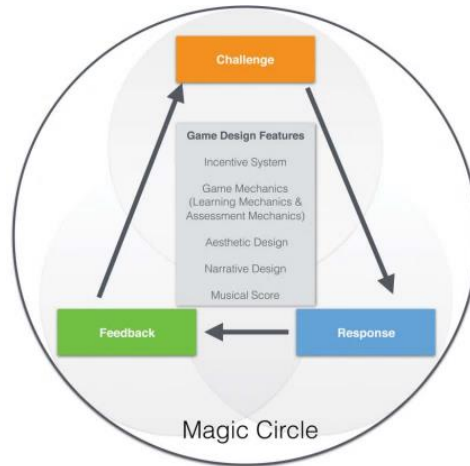 Challenge
Game Design Features
Incentive System
Game Mechanics
(Learning Mechanics &
Assessment Mechanics)
Aesthetic Design
Narrative Design
Musical Score
Feedback
Response
Magic Circle